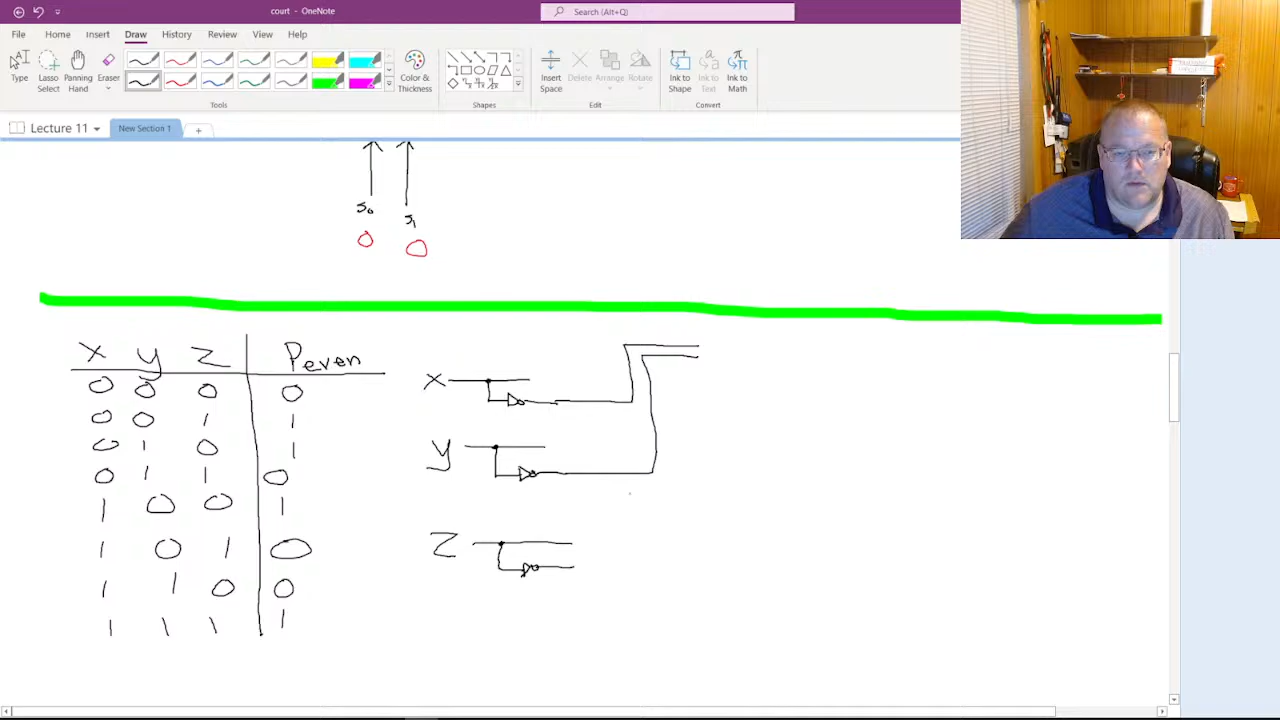 court - OneNote
Search (Alt+Q)
File Home Insert Draw History Review View Help
Type Lasso Select Panning Hand Color & Thickness Insert Space Delete Arrange Rotate Ink to Shape Ink to Text Ink to Math
Tools Shapes Edit Convert
Lecture 11 New Section 1 +
S0 S1
0 0
X Y Z Peven
0 0 0 0
0 0 1 1
0 1 0 1
0 1 1 0
1 0 0 1
1 0 1 0
1 1 0 0
1 1 1 1
X
Y
Z